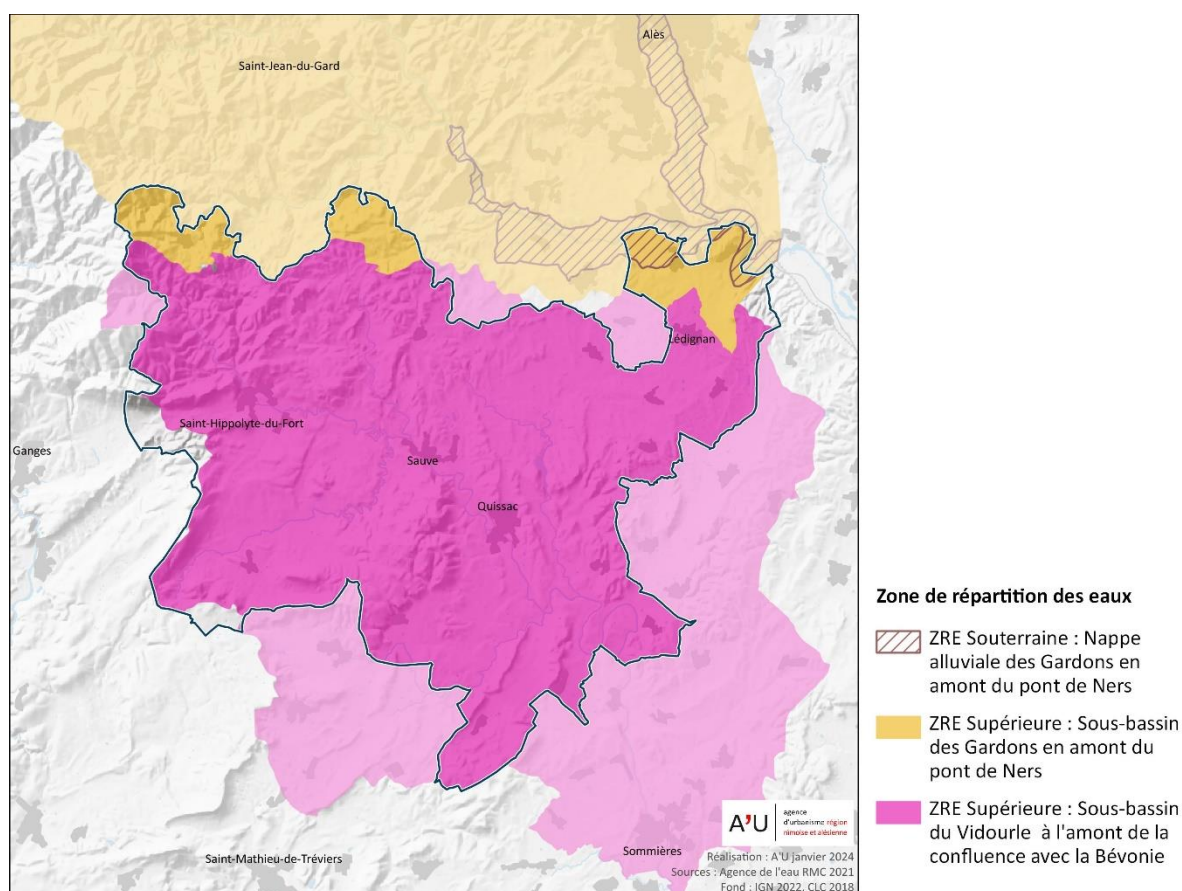 Alès
Saint-Jean-du-Gard
Lédignan
Saint-Hippolyte-du-Fort
Ganges
Sauve
Quissac
Zone de répartition des eaux
ZRE Souterraine : Nappe
alluviale des Gardons en
amont du pont de Ners
ZRE Supérieure : Sous-bassin
des Gardons en amont du
pont de Ners
ZRE Supérieure : Sous-bassin
du Vidourle à l'amont de la
confluence avec la Bévonie
A'U
agence
d'urbanisme région
nîmoise et alésienne
Saint-Mathieu-de-Tréviers
Sommières
Réalisation : A'U janvier 2024
Sources : Agence de l'eau RMC 2021
Fond : IGN 2022, CLC 2018